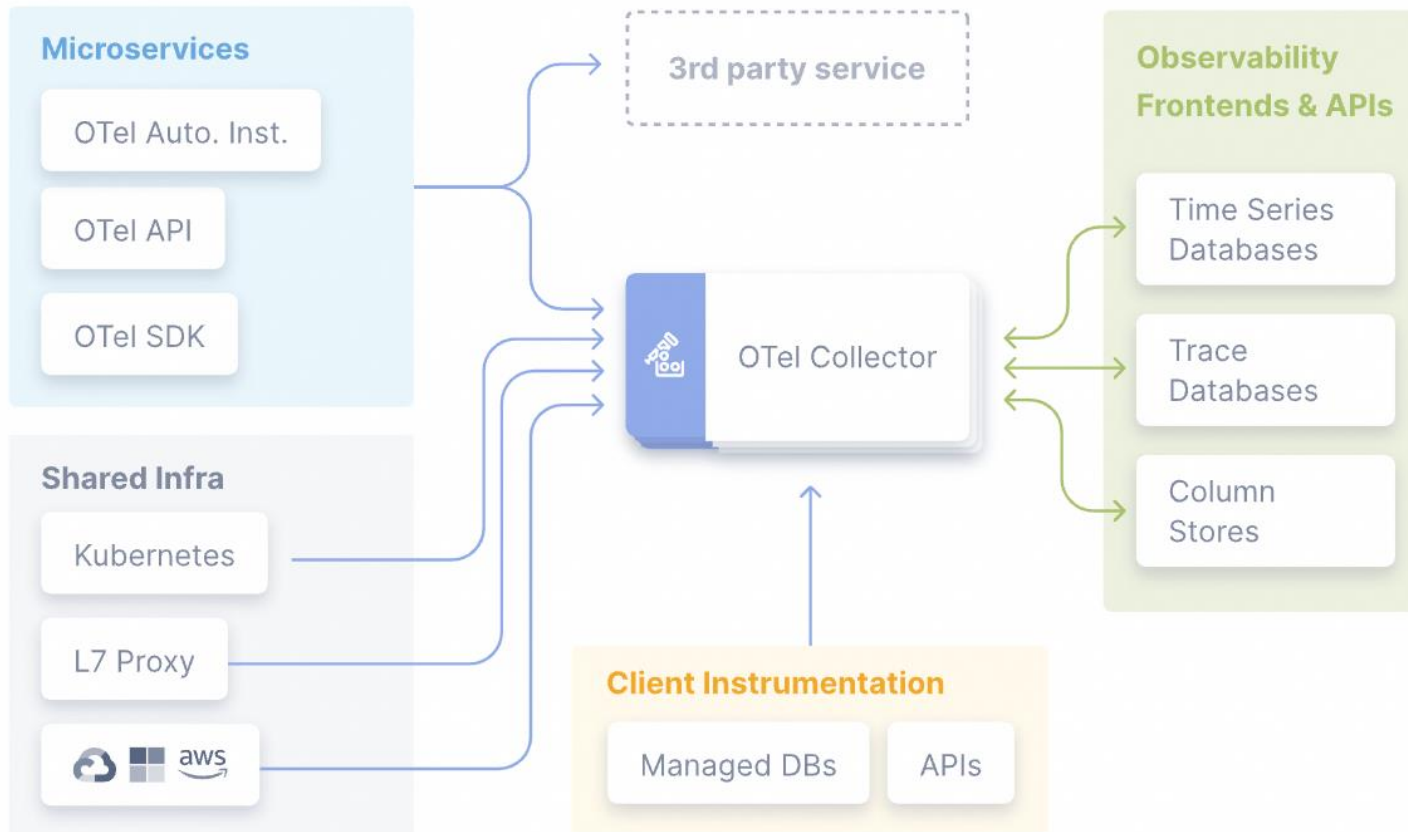 Microservices
OTel Auto. Inst.
OTel API
OTel SDK
Shared Infra
Kubernetes
L7 Proxy
aws
3rd party service
OTel Collector
Client Instrumentation
Managed DBs
APIs
Observability
Frontends & APIs
Time Series
Databases
Trace
Databases
Column
Stores